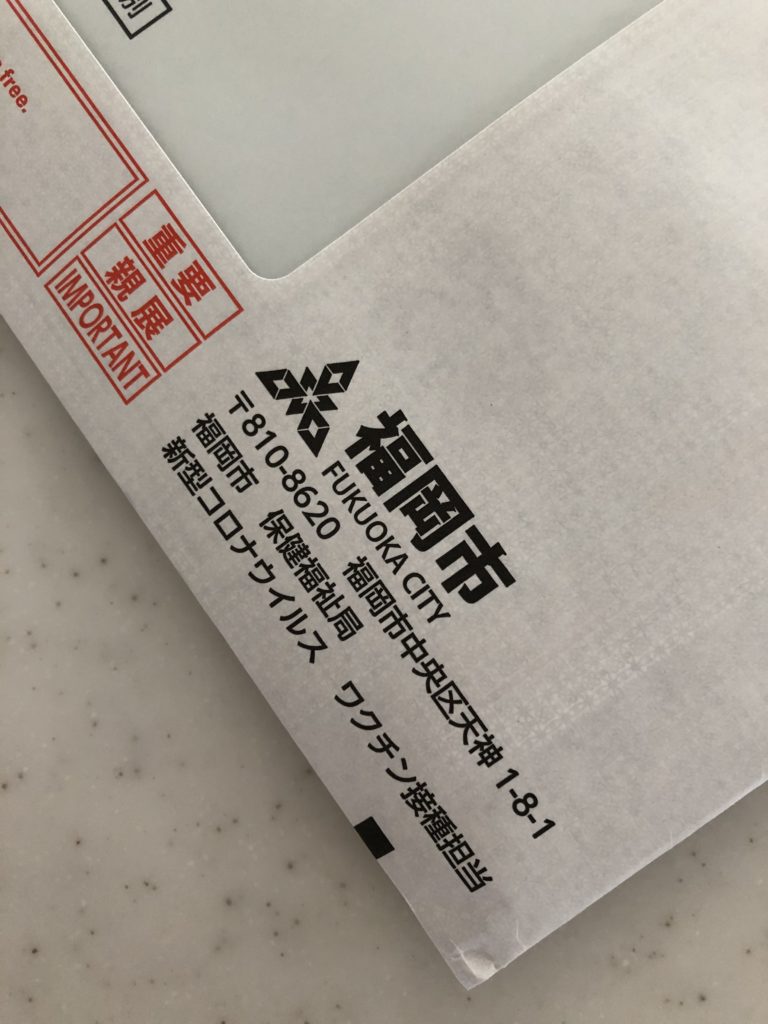 別
free.
重要
親展
IMPORTANT
福岡市
FUKUOKA CITY
〒810-8620 福岡市中央区天神 1-8-1
福岡市 保健福祉局
新型コロナウイルス ワクチン接種担当